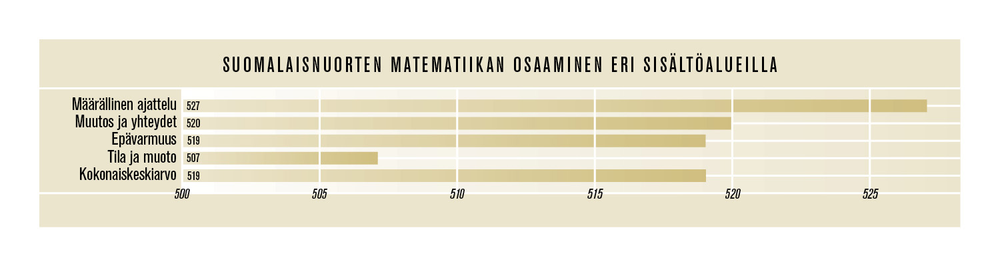 SUOMALAISNUORTEN MATEMATIIKAN OSAAMINEN ERI SISÄLTÖALUEILLA
Määrällinen ajattelu 527
Muutos ja yhteydet 520
Epävarmuus 519
Tila ja muoto 507
Kokonaiskeskiarvo 519
500 505 510 515 520 525